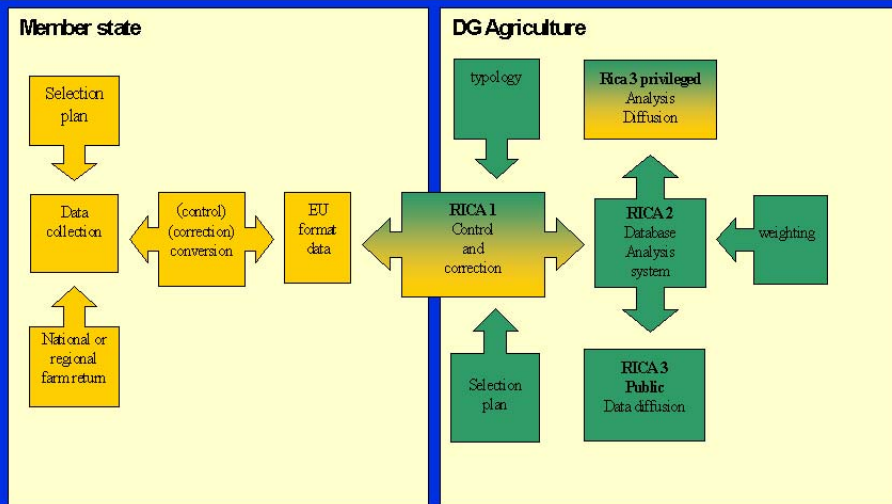 Member state
Selection
plan
Data
collection
National or
regional
farm return
(control)
(correction)
conversion
EU
format
data
DG Agriculture
typology
RICA 1
Control
and
correction
Selection
plan
Rica 3 privileged
Analysis
Diffusion
RICA 2
Database
Analysis
system
weighting
RICA 3
Public
Data diffusion